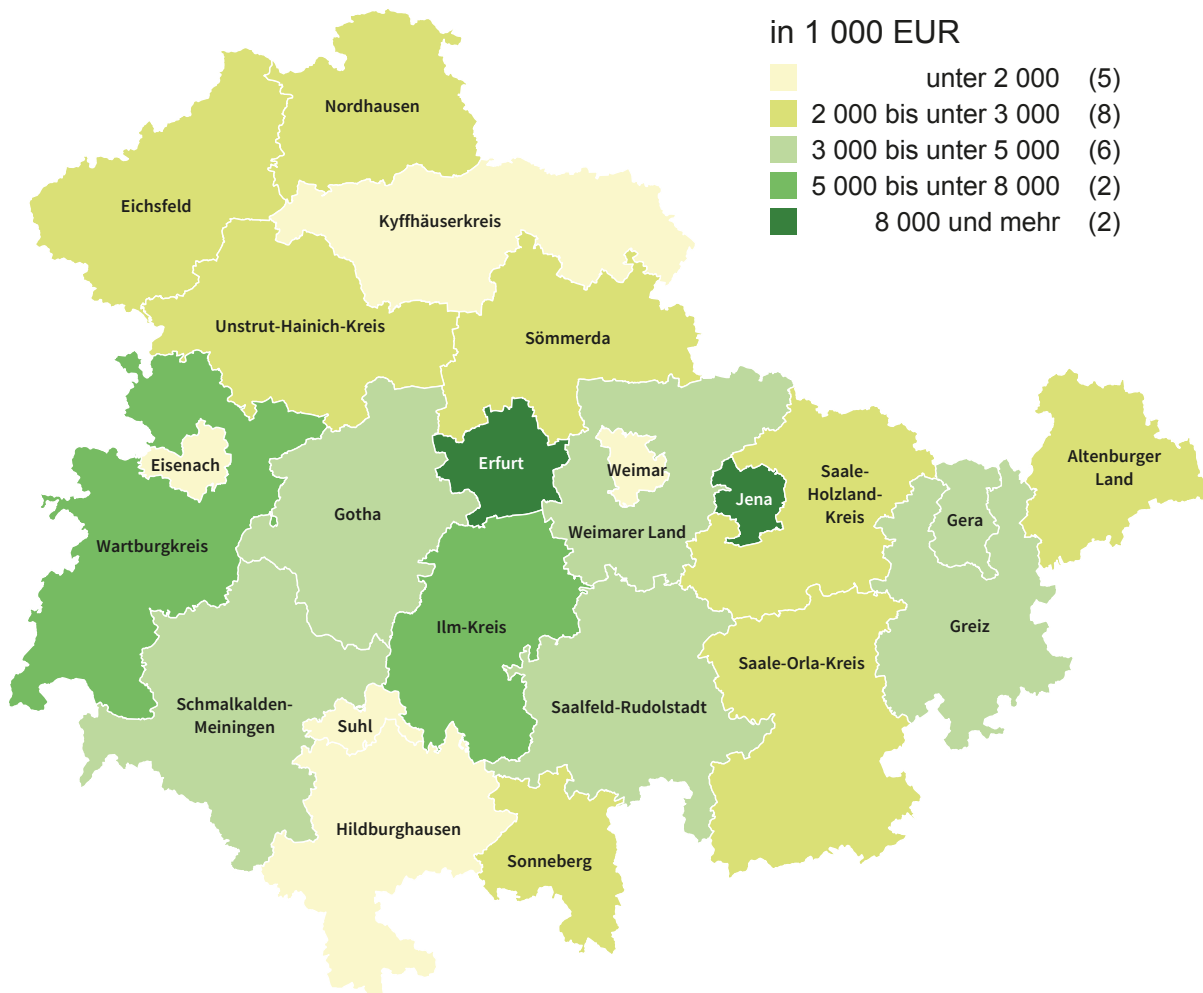 in 1 000 EUR
unter 2 000 (5)
2 000 bis unter 3 000 (8)
3 000 bis unter 5 000 (6)
5 000 bis unter 8 000 (2)
8 000 und mehr (2)
Nordhausen
Eichsfeld
Kyffhäuserkreis
Unstrut-Hainich-Kreis
Sömmerda
Eisenach
Erfurt
Weimar
Jena
Saale-
Holzland-
Kreis
Altenburger
Land
Gotha
Weimarer Land
Gera
Wartburgkreis
Ilm-Kreis
Greiz
Saale-Orla-Kreis
Schmalkalden-
Meiningen
Suhl
Saalfeld-Rudolstadt
Hildburghausen
Sonneberg